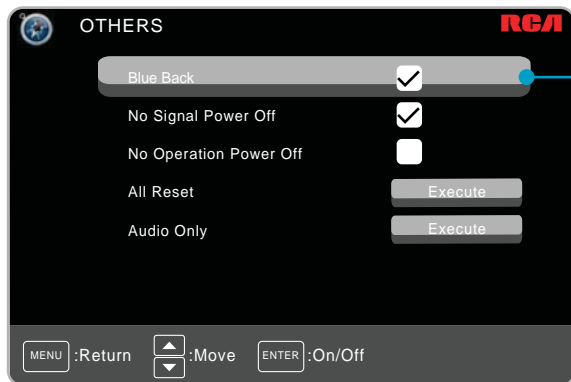 OTHERS
RCA
Blue Back
No Signal Power Off
No Operation Power Off
All Reset Execute
Audio Only Execute
MENU :Return :Move ENTER :On/Off